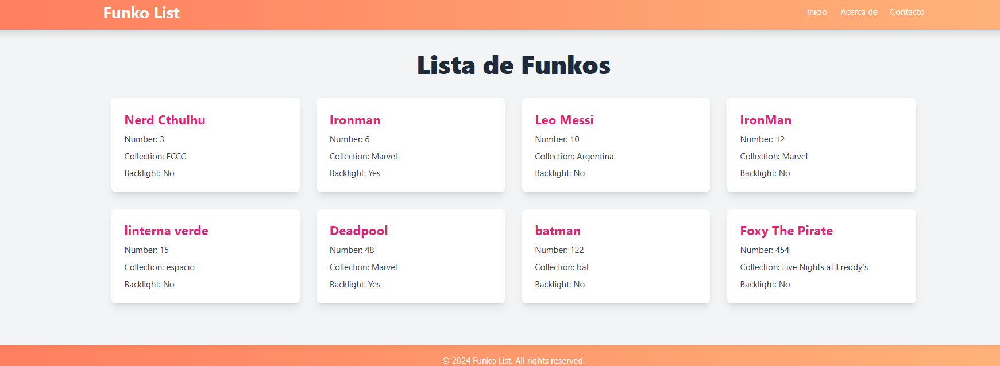 Funko List
Inicio Acerca de Contacto
Lista de Funkos
Nerd Cthulhu
Number: 3
Collection: ECCC
Backlight: No
Ironman
Number: 6
Collection: Marvel
Backlight: Yes
Leo Messi
Number: 10
Collection: Argentina
Backlight: No
IronMan
Number: 12
Collection: Marvel
Backlight: No
linterna verde
Number: 15
Collection: espacio
Backlight: No
Deadpool
Number: 48
Collection: Marvel
Backlight: Yes
batman
Number: 122
Collection: bat
Backlight: No
Foxy The Pirate
Number: 454
Collection: Five Nights at Freddy’s
Backlight: No
© 2024 Funko List. All rights reserved.